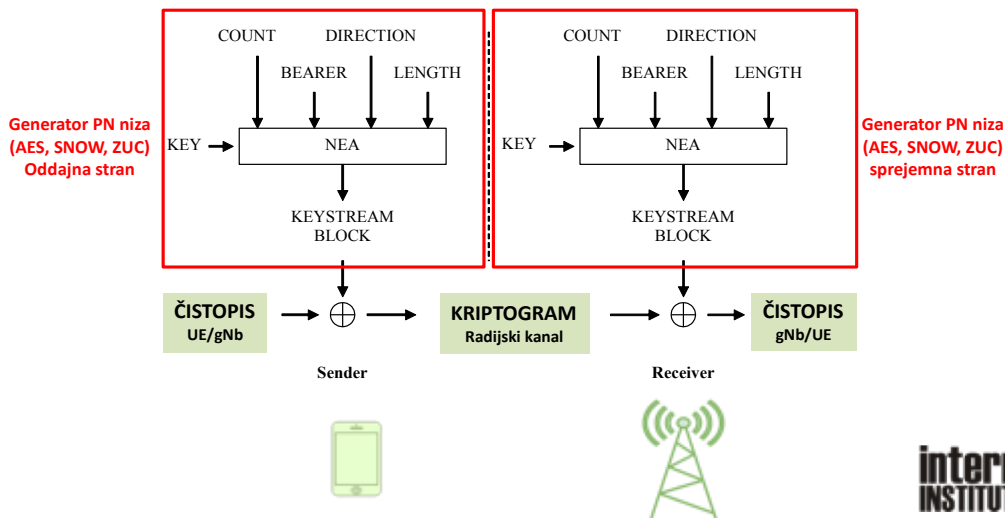 COUNT DIRECTION
BEARER LENGTH
KEY NEA
KEYSTREAM
BLOCK
Generator PN niza
(AES, SNOW, ZUC)
Oddajna stran
COUNT DIRECTION
BEARER LENGTH
KEY NEA
KEYSTREAM
BLOCK
Generator PN niza
(AES, SNOW, ZUC)
sprejemna stran
ČISTOPIS
UE/gNb
KRIPTOGRAM
Radijski kanal
ČISTOPIS
gNb/UE
Sender Receiver
INSTITUT